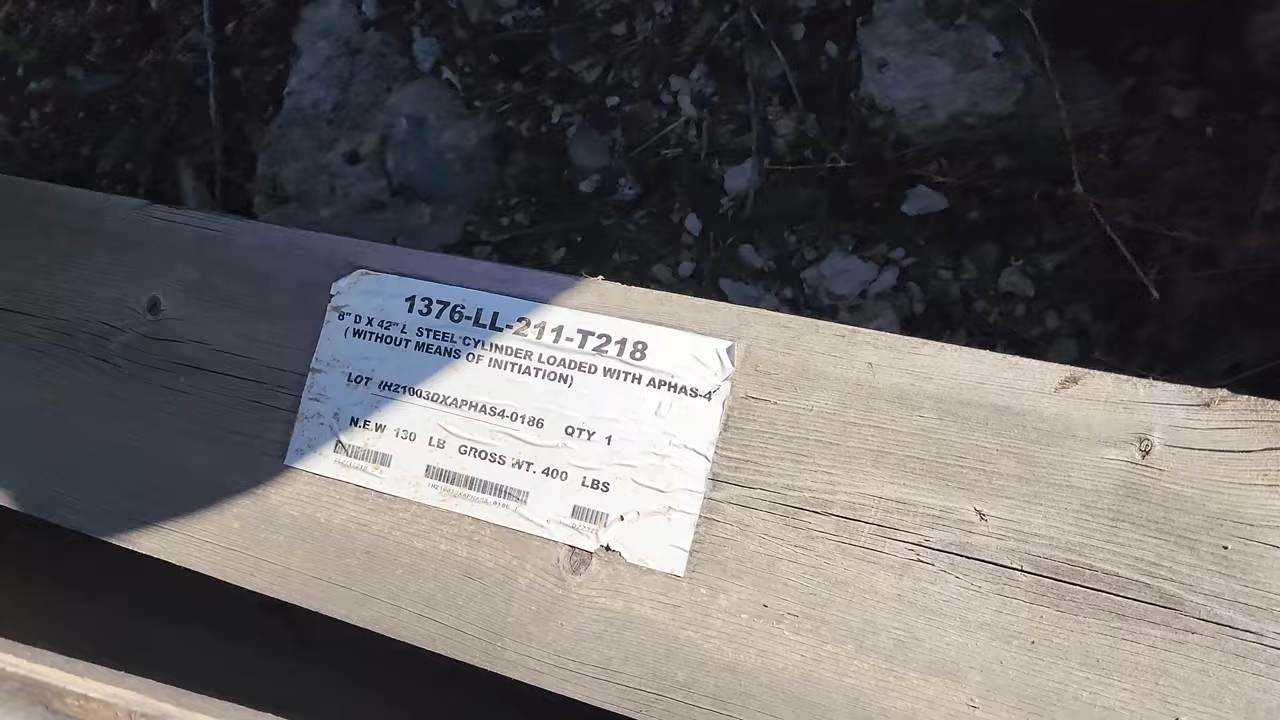 1376-LL-211-T218
8" D X 42" L STEEL CYLINDER LOADED WITH APHAS-4
( WITHOUT MEANS OF INITIATION)
LOT IH21003DXAPHAS4-0186 QTY 1
N.E.W 130 LB GROSS WT. 400 LBS